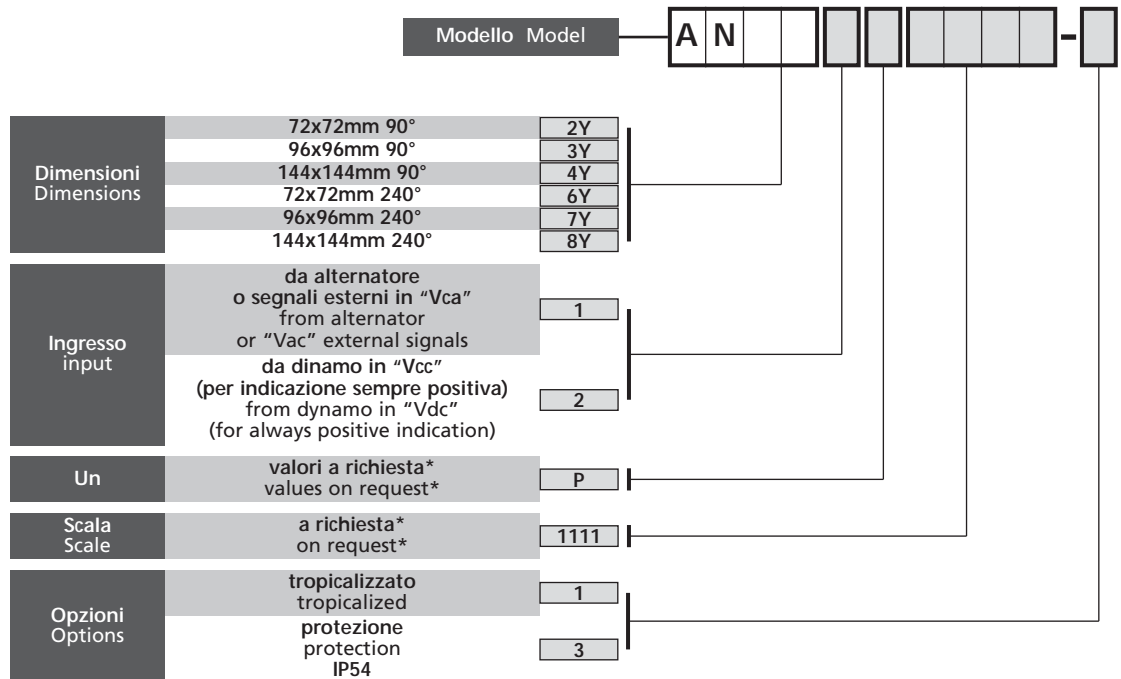 Modello Model
A N -
Dimensioni
Dimensions
72x72mm 90° 2Y
96x96mm 90° 3Y
144x144mm 90° 4Y
72x72mm 240° 6Y
96x96mm 240° 7Y
144x144mm 240° 8Y
Ingresso
input
da alternatore
o segnali esterni in “Vca”
from alternator
or “Vac” external signals
1
da dinamo in “Vcc”
(per indicazione sempre positiva)
from dynamo in “Vdc”
(for always positive indication)
2
Un
valori a richiesta*
values on request*
P
Scala
Scale
a richiesta*
on request*
1111
Opzioni
Options
tropicalizzato
tropicalized
1
protezione
protection
IP54
3